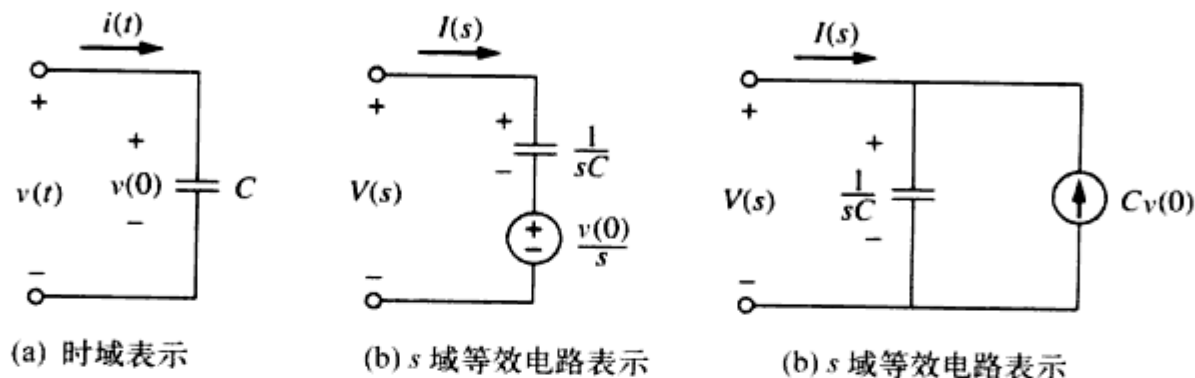 i(t)
+
v(t)
−
+
v(0)
−
C
(a) 时域表示
I(s)
+
V(s)
−
+
−
1/sC
+
−
v(0)/s
(b) s 域等效电路表示
I(s)
+
V(s)
−
+
1/sC
−
Cv(0)
(b) s 域等效电路表示